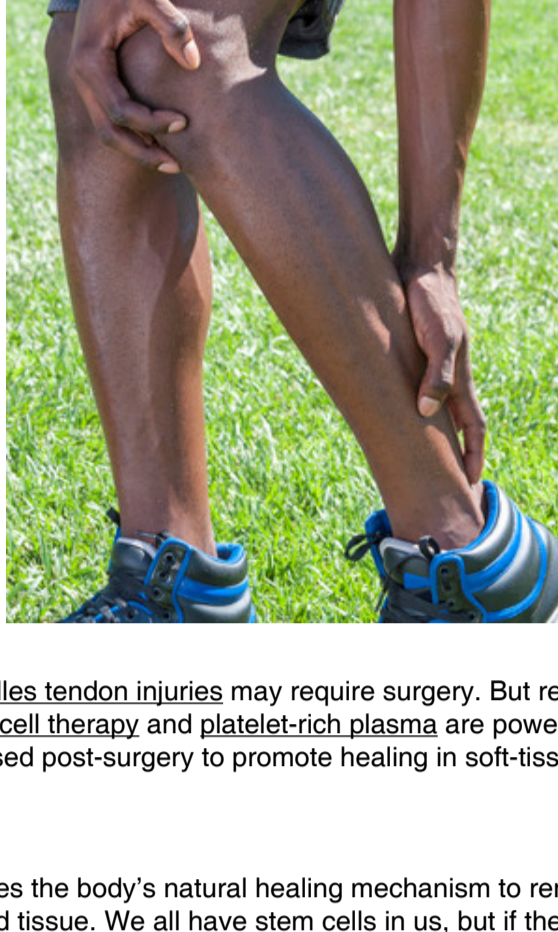 lles tendon injuries may require surgery. But re
cell therapy and platelet-rich plasma are powe
sed post-surgery to promote healing in soft-tiss
es the body's natural healing mechanism to re
d tissue. We all have stem cells in us, but if the